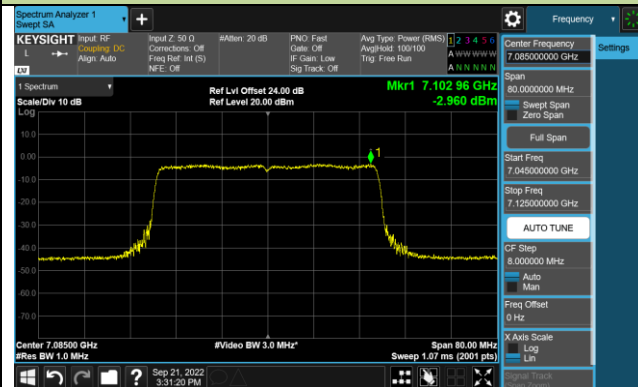 Spectrum Analyzer 1
Swept SA
+
Frequency
KEYSIGHT
Input: RF
Coupling: DC
Align: Auto
Input Z: 50 Ω
Corrections: Off
Freq Ref: Int (S)
NFE: Off
#Atten: 20 dB
PNO: Fast
Gate: Off
IF Gain: Low
Sig Track: Off
Avg Type: Power (RMS)
Avg|Hold: 100/100
Trig: Free Run
1 2 3 4 5 6
A W W W W W
A N N N N N
L
LXI
1 Spectrum
Scale/Div 10 dB
Log
Ref Lvl Offset 24.00 dB
Ref Level 20.00 dBm
Mkr1 7.102 96 GHz
-2.960 dBm
1
10.0
0.00
-10.0
-20.0
-30.0
-40.0
-50.0
-60.0
-70.0
Center 7.08500 GHz
#Res BW 1.0 MHz
#Video BW 3.0 MHz*
Span 80.00 MHz
Sweep 1.07 ms (2001 pts)
Sep 21, 2022
3:31:20 PM
?
Center Frequency
7.085000000 GHz
Settings
Span
80.0000000 MHz
Swept Span
Zero Span
Full Span
Start Freq
7.045000000 GHz
Stop Freq
7.125000000 GHz
AUTO TUNE
CF Step
8.000000 MHz
Auto
Man
Freq Offset
0 Hz
X Axis Scale
Log
Lin
Signal Track